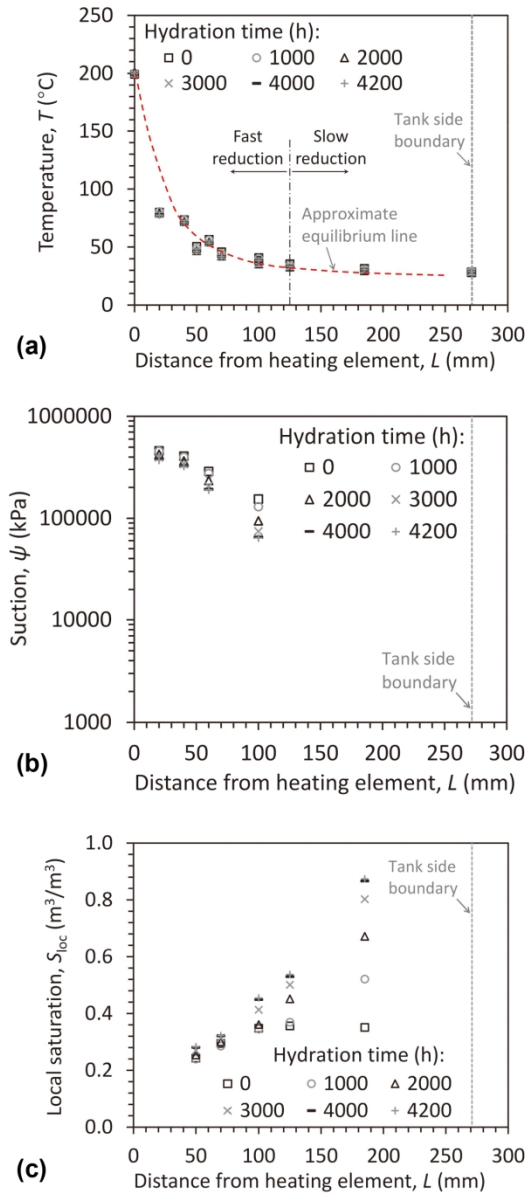 250
200
150
100
50
0
Temperature, T (°C)
Hydration time (h):
0 1000 2000
3000 4000 4200
Fast reduction
Slow reduction
Tank side boundary
Approximate equilibrium line
0 50 100 150 200 250 300
(a)
Distance from heating element, L (mm)
1000000
100000
10000
1000
Suction, ψ (kPa)
Hydration time (h):
0 1000
2000 3000
4000 4200
Tank side boundary
0 50 100 150 200 250 300
(b)
Distance from heating element, L (mm)
1.0
0.8
0.6
0.4
0.2
0.0
Local saturation, Sloc (m³/m³)
Tank side boundary
Hydration time (h):
0 1000 2000
3000 4000 4200
0 50 100 150 200 250 300
(c)
Distance from heating element, L (mm)